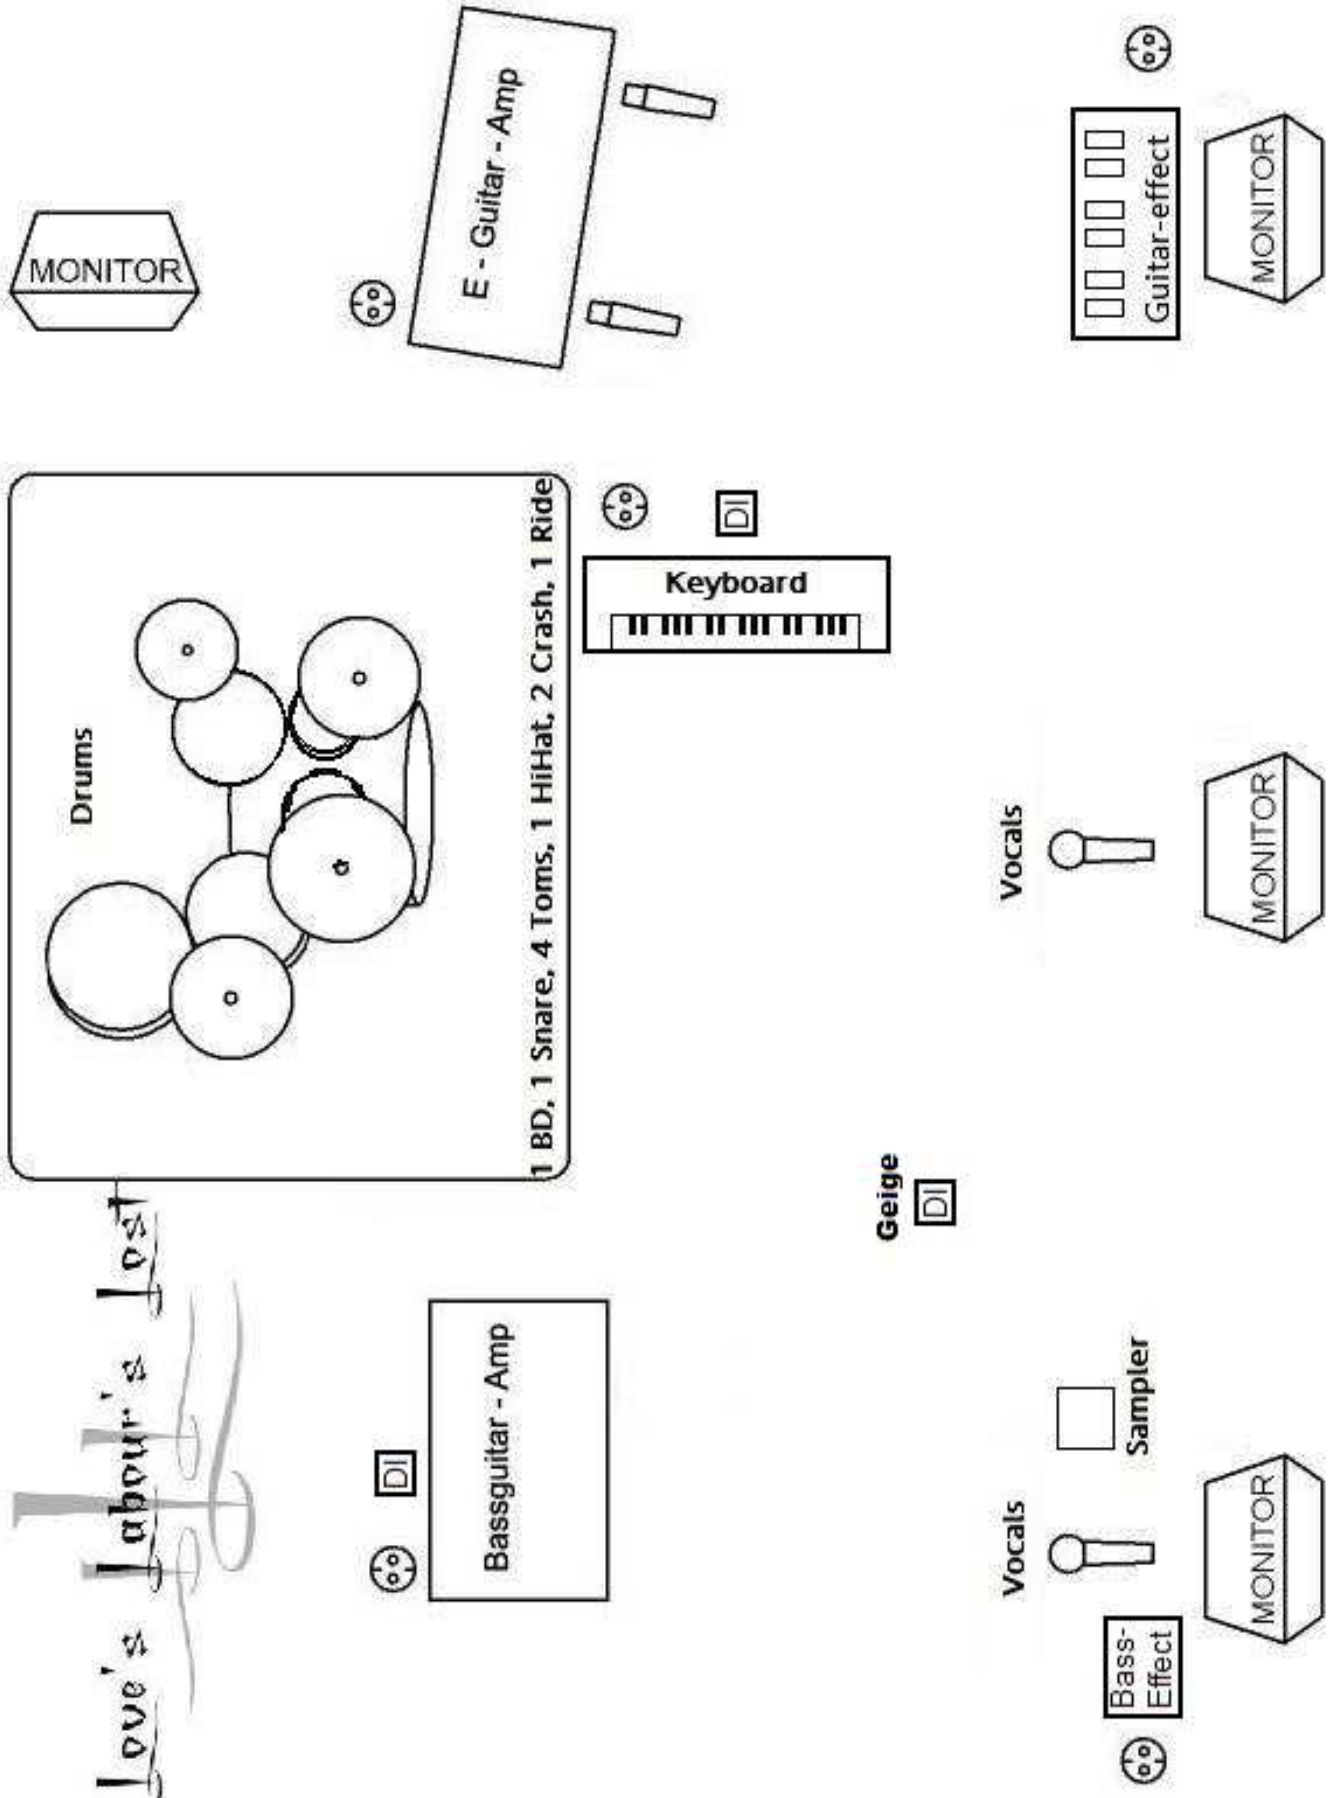 Love's Labour's Lost
Drums
1 BD, 1 Snare, 4 Toms, 1 HiHat, 2 Crash, 1 Ride
MONITOR
E - Guitar - Amp
DI
Bassguitar - Amp
Keyboard
DI
Geige
DI
Vocals
Sampler
Bass-
Effect
MONITOR
Vocals
MONITOR
Guitar-effect
MONITOR